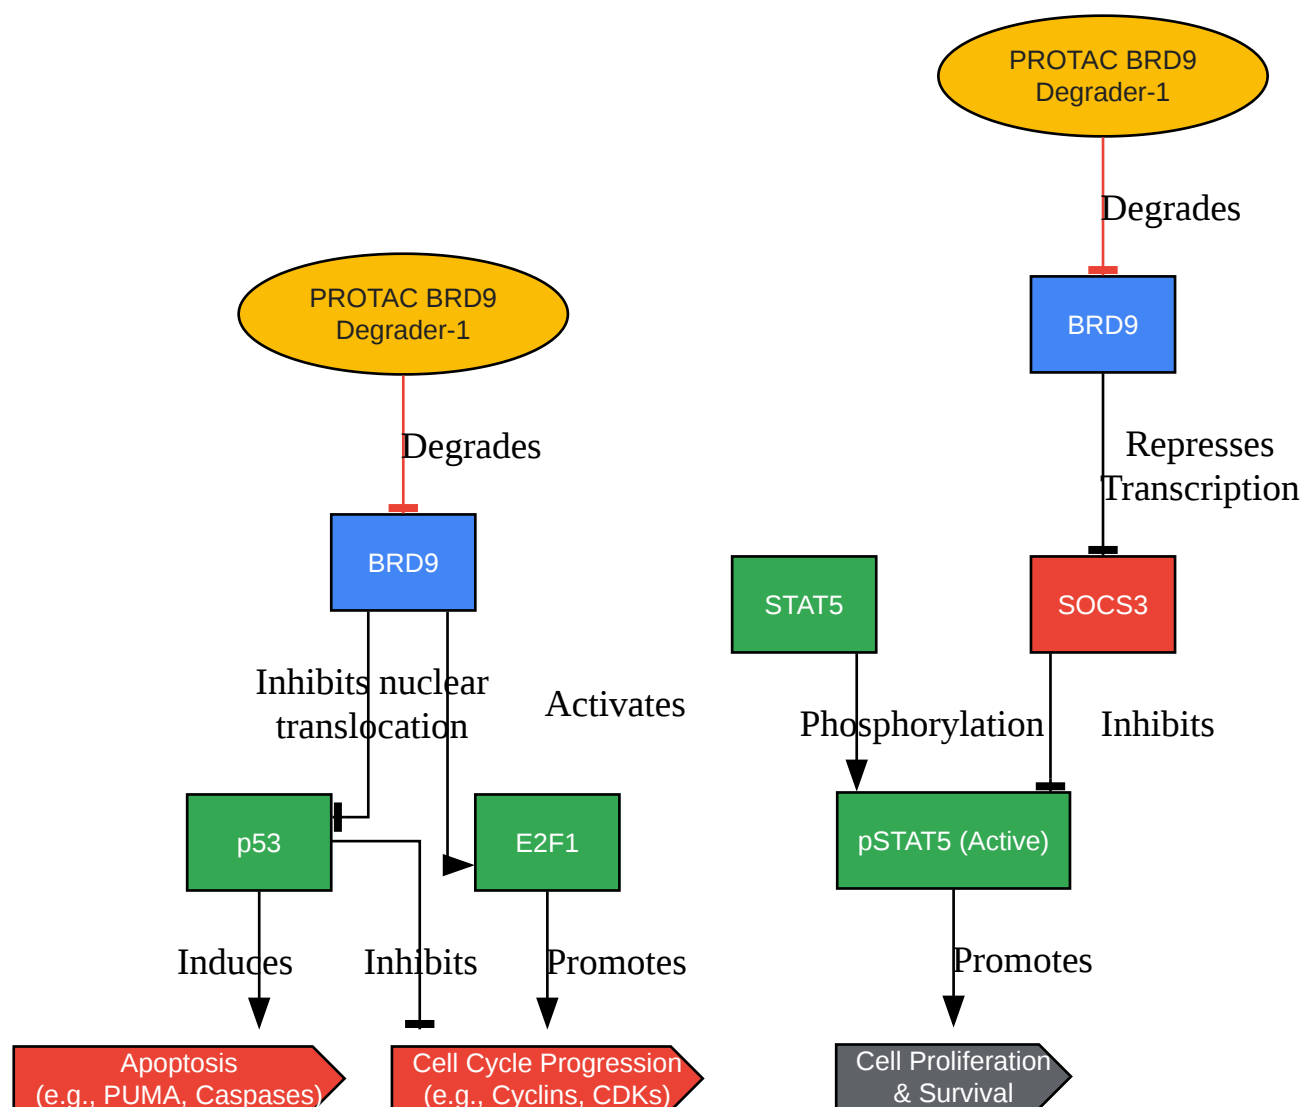 PROTAC BRD9
Degrader-1
Degrades
BRD9
Inhibits nuclear
translocation
Activates
p53
E2F1
Induces
Inhibits
Promotes
Apoptosis
(e.g., PUMA, Caspases)
Cell Cycle Progression
(e.g., Cyclins, CDKs)
PROTAC BRD9
Degrader-1
Degrades
BRD9
Represses
Transcription
STAT5
SOCS3
Phosphorylation
Inhibits
pSTAT5 (Active)
Promotes
Cell Proliferation
& Survival